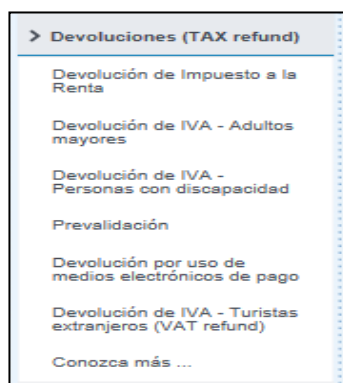 > Devoluciones (TAX refund)
Devolución de Impuesto a la
Renta
Devolución de IVA - Adultos
mayores
Devolución de IVA -
Personas con discapacidad
Prevalidación
Devolución por uso de
medios electrónicos de pago
Devolución de IVA - Turistas
extranjeros (VAT refund)
Conozca más ...